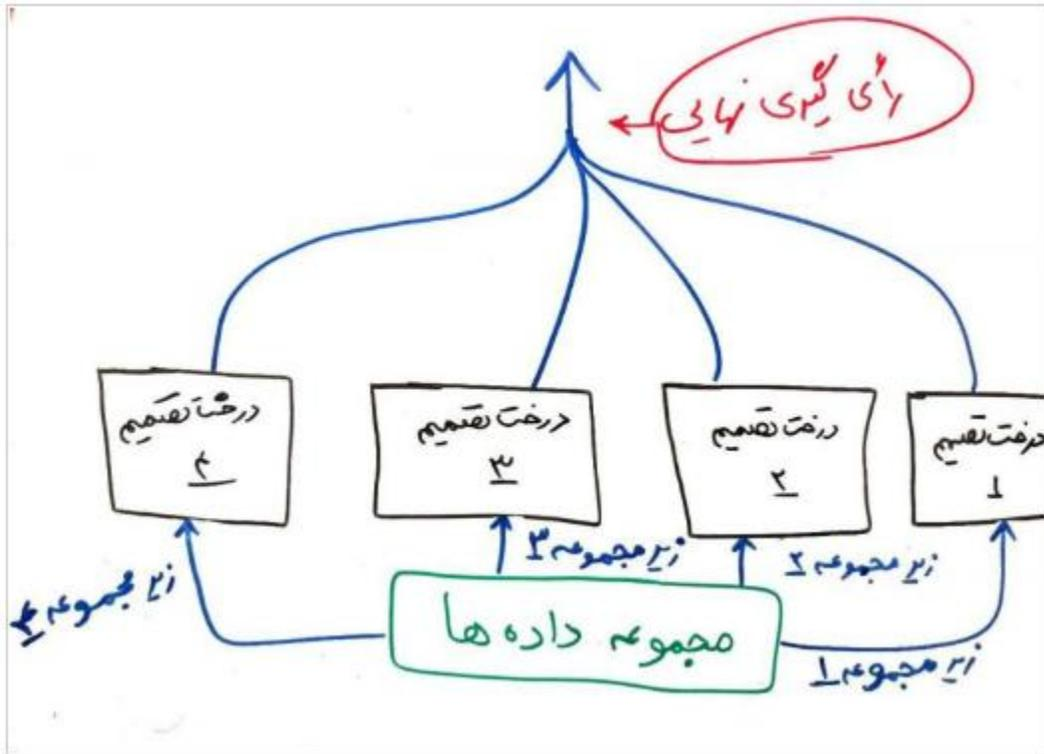 رأی گیری نهایی
درخت تصمیم
۱
درخت تصمیم
۲
درخت تصمیم
۳
درخت تصمیم
۴
زیر مجموعه ۱
زیر مجموعه ۲
زیر مجموعه ۳
زیر مجموعه ۴
مجموعه داده ها